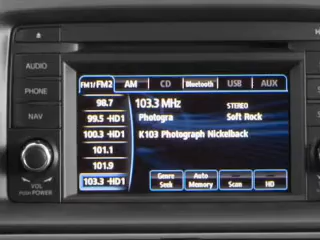 AUDIO
PHONE
NAV
VOL
PUSH POWER
FM1/FM2 AM CD Bluetooth USB AUX
98.7
99.5 -HD1
100.3 -HD1
101.1
101.9
103.3 -HD1
103.3 MHz STEREO
Photogra Soft Rock
K103 Photograph Nickelback
Genre Seek
Auto Memory
Scan
HD